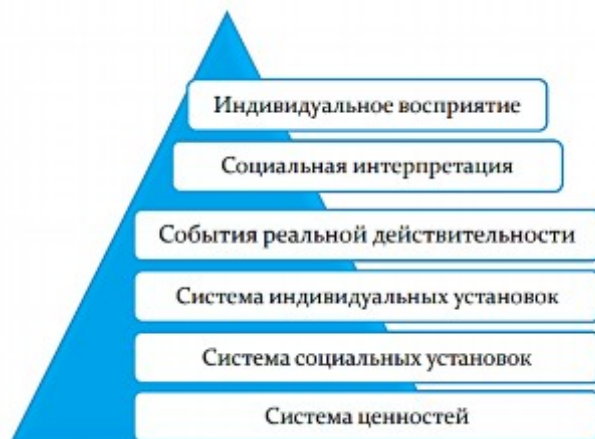 Индивидуальное восприятие
Социальная интерпретация
События реальной действительности
Система индивидуальных установок
Система социальных установок
Система ценностей